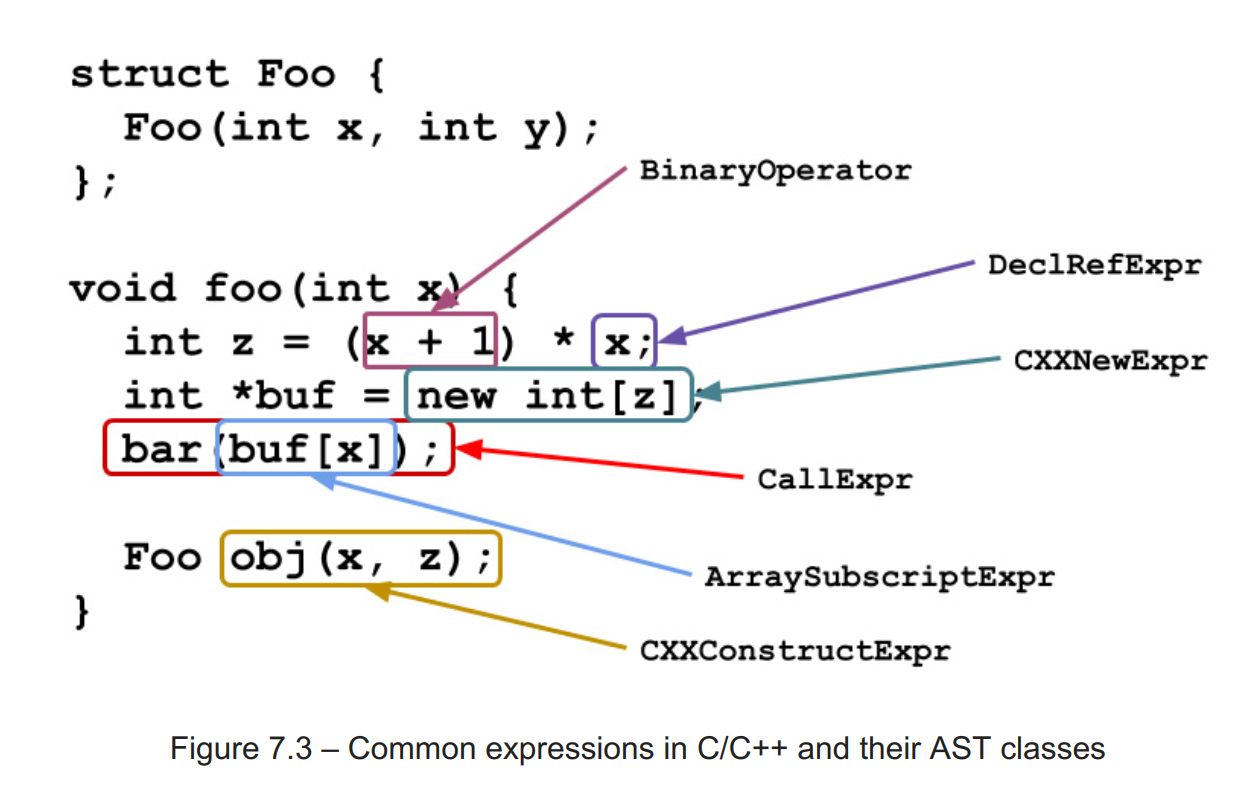 struct Foo {
Foo(int x, int y);
};
BinaryOperator
void foo(int x) {
DeclRefExpr
int z = (x + 1) * x;
CXXNewExpr
int *buf = new int[z];
bar(buf[x]);
CallExpr
Foo obj(x, z);
ArraySubscriptExpr
}
CXXConstructExpr
Figure 7.3 – Common expressions in C/C++ and their AST classes